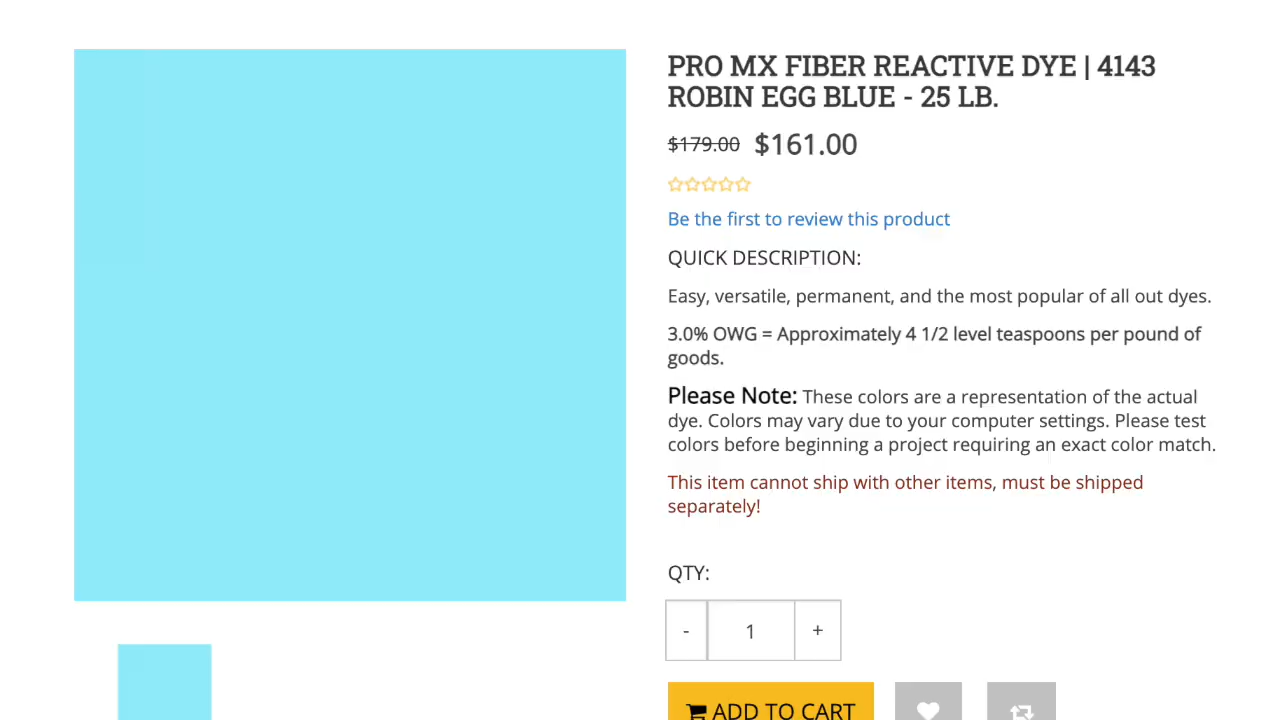 PRO MX FIBER REACTIVE DYE | 4143
ROBIN EGG BLUE - 25 LB.
$179.00 $161.00
Be the first to review this product
QUICK DESCRIPTION:
Easy, versatile, permanent, and the most popular of all out dyes.
3.0% OWG = Approximately 4 1/2 level teaspoons per pound of
goods.
Please Note: These colors are a representation of the actual
dye. Colors may vary due to your computer settings. Please test
colors before beginning a project requiring an exact color match.
This item cannot ship with other items, must be shipped
separately!
QTY:
- 1 +
ADD TO CART